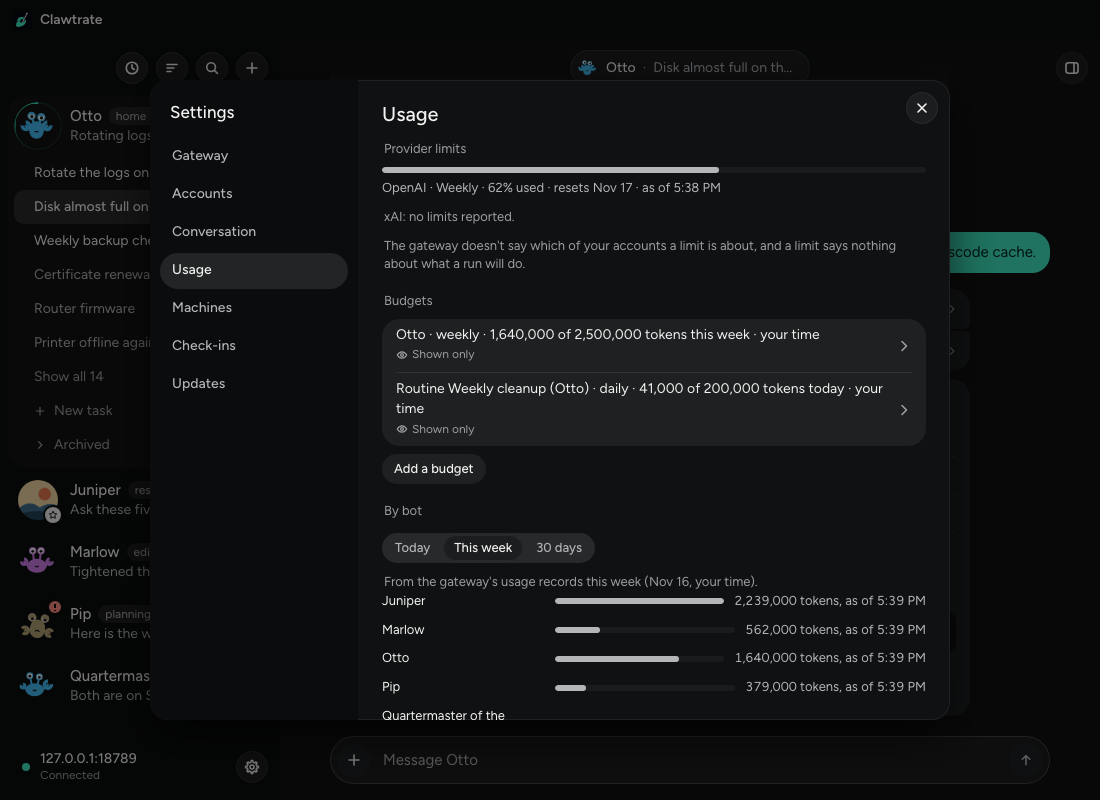 Clawtrate
Otto · Disk almost full on th...
Otto home
Rotating logs
Rotate the logs on
Disk almost full on
Weekly backup che
Certificate renewa
Router firmware
Printer offline agai
Show all 14
+ New task
Archived
Juniper res
Ask these fiv
Marlow edi
Tightened th
Pip planning
Here is the w
Quartermas
Both are on S
127.0.0.1:18789
Connected
Settings
Gateway
Accounts
Conversation
Usage
Machines
Check-ins
Updates
Usage
Provider limits
OpenAI · Weekly · 62% used · resets Nov 17 · as of 5:38 PM
xAI: no limits reported.
The gateway doesn't say which of your accounts a limit is about, and a limit says nothing
about what a run will do.
Budgets
Otto · weekly · 1,640,000 of 2,500,000 tokens this week · your time
Shown only
Routine Weekly cleanup (Otto) · daily · 41,000 of 200,000 tokens today · your
time
Shown only
Add a budget
By bot
Today This week 30 days
From the gateway's usage records this week (Nov 16, your time).
Juniper 2,239,000 tokens, as of 5:39 PM
Marlow 562,000 tokens, as of 5:39 PM
Otto 1,640,000 tokens, as of 5:39 PM
Pip 379,000 tokens, as of 5:39 PM
Quartermaster of the
scode cache.
Message Otto